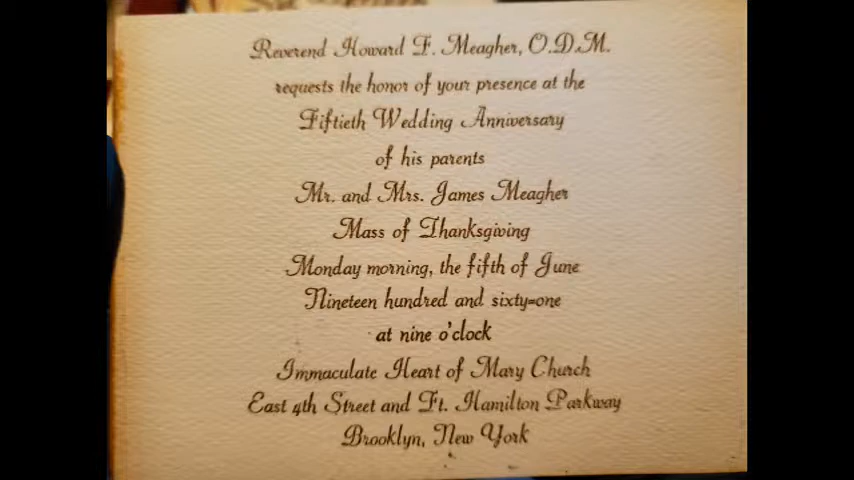 Reverend Howard F. Meagher, O.D.M.
requests the honor of your presence at the
Fiftieth Wedding Anniversary
of his parents
Mr. and Mrs. James Meagher
Mass of Thanksgiving
Monday morning, the fifth of June
Nineteen hundred and sixty-one
at nine o'clock
Immaculate Heart of Mary Church
East 4th Street and Ft. Hamilton Parkway
Brooklyn, New York